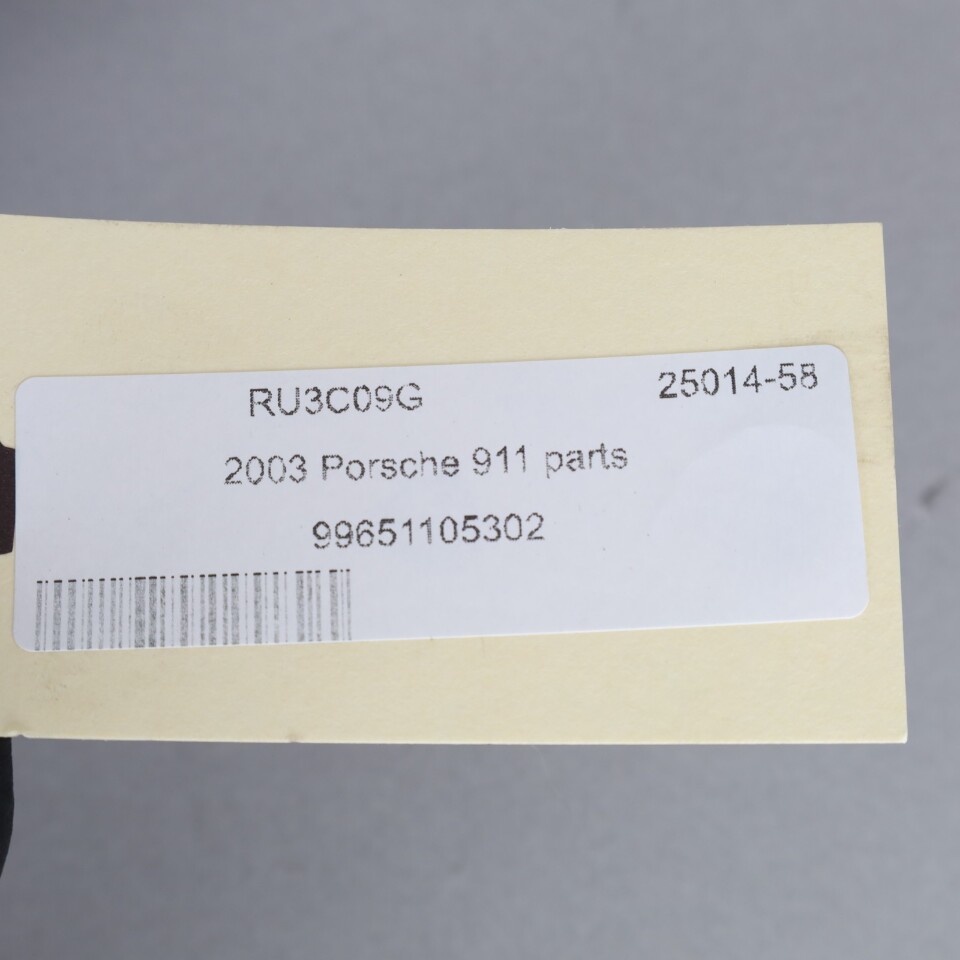 RU3C09G 25014-58
2003 Porsche 911 parts
99651105302